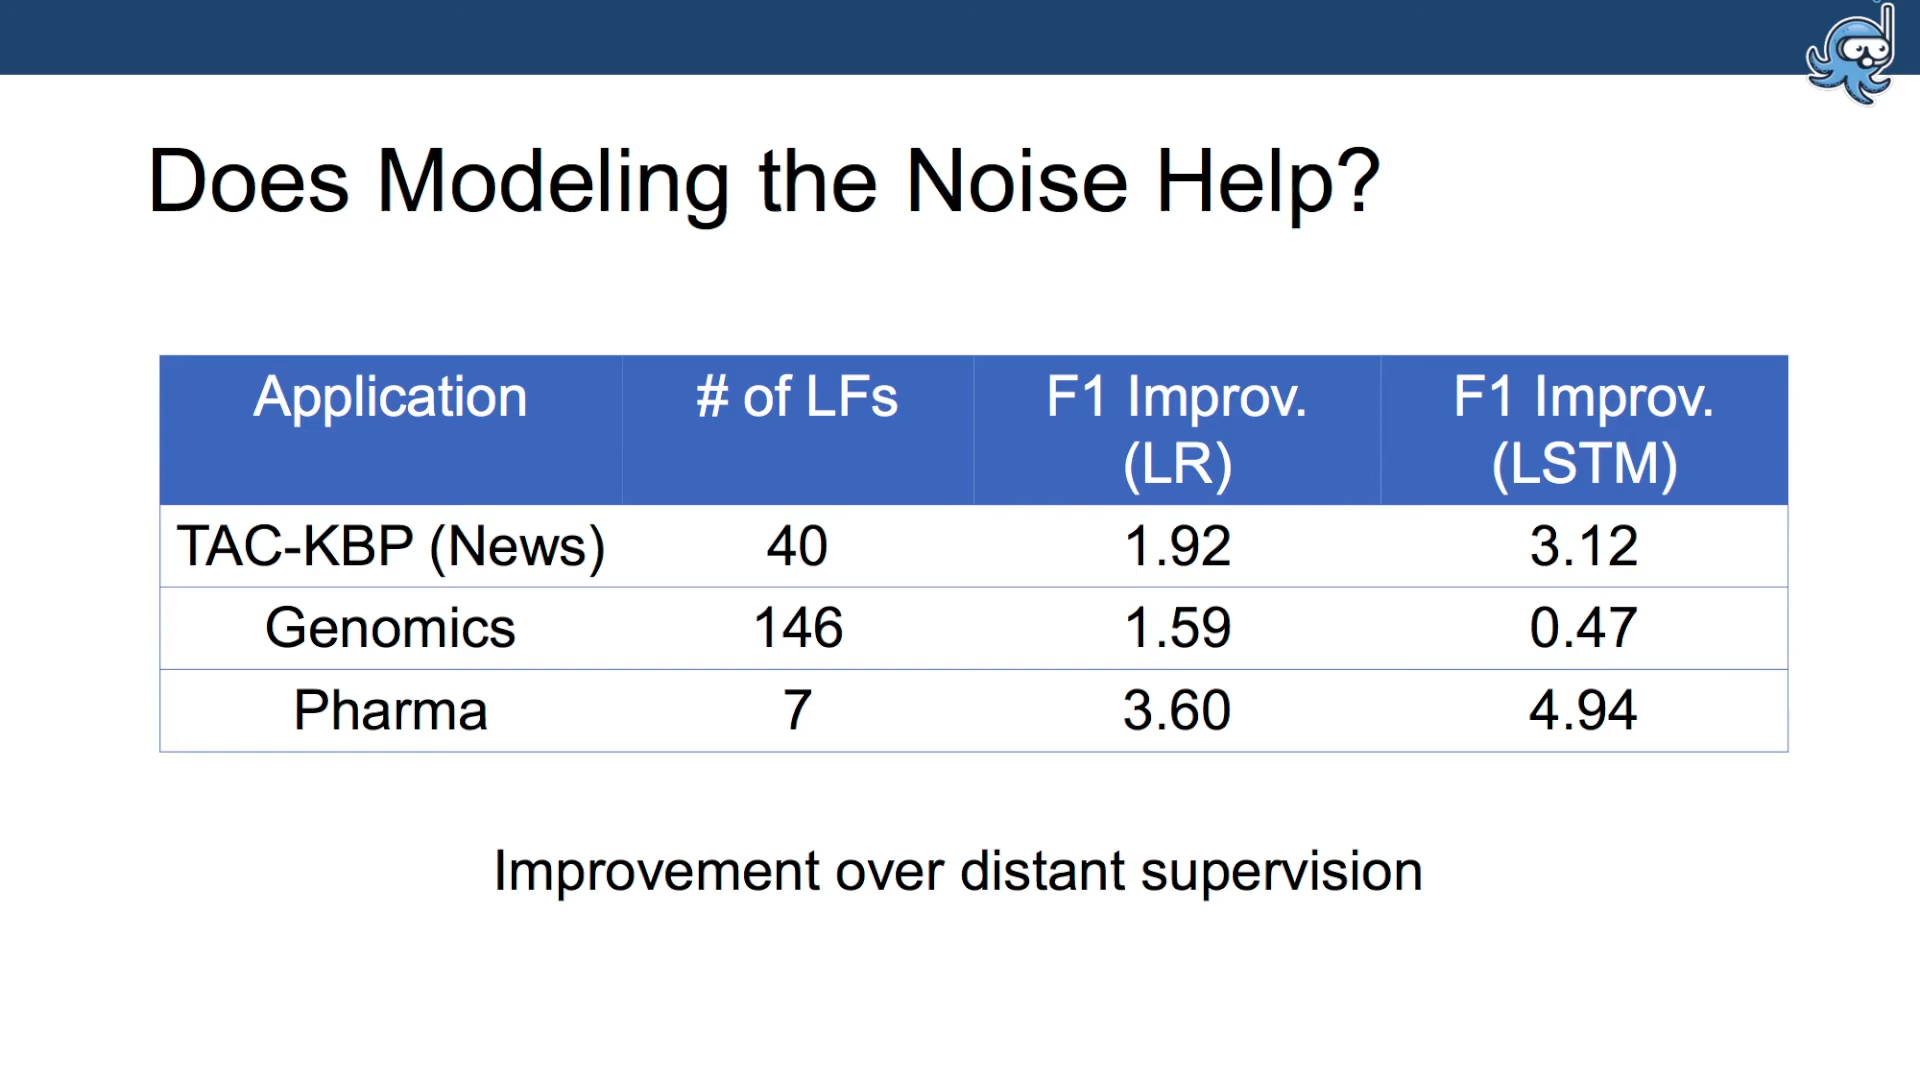 Does Modeling the Noise Help?
Application # of LFs F1 Improv. (LR) F1 Improv. (LSTM)
TAC-KBP (News) 40 1.92 3.12
Genomics 146 1.59 0.47
Pharma 7 3.60 4.94
Improvement over distant supervision